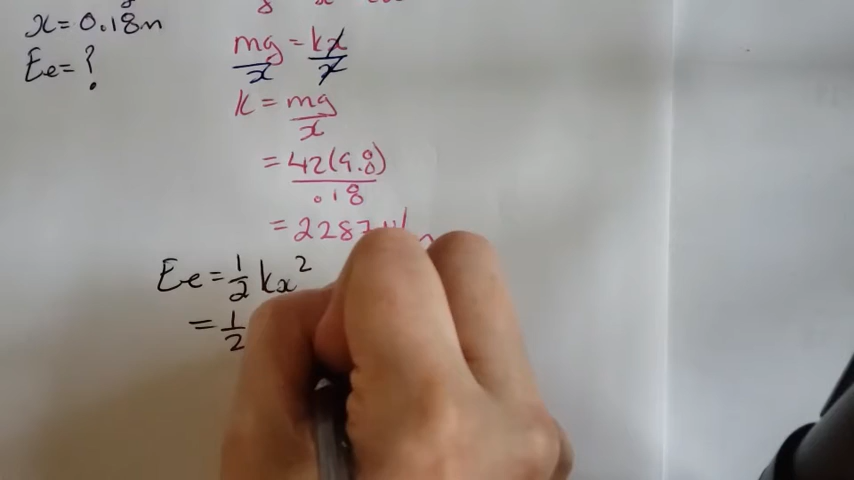 x = 0.18m
Ee = ?
mg = kx
x x
k = mg
x
= 42(9.8)
.18
= 2287
Ee = 1/2 kx²
= 1/2